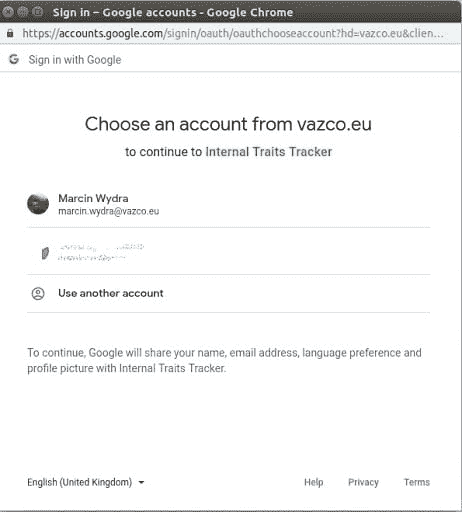 Sign in – Google accounts - Google Chrome
https://accounts.google.com/signin/oauth/oauthchooseaccount?hd=vazco.eu&clien...
G Sign in with Google
Choose an account from vazco.eu
to continue to Internal Traits Tracker
Marcin Wydra
marcin.wydra@vazco.eu
Use another account
To continue, Google will share your name, email address, language preference and
profile picture with Internal Traits Tracker.
English (United Kingdom) Help Privacy Terms